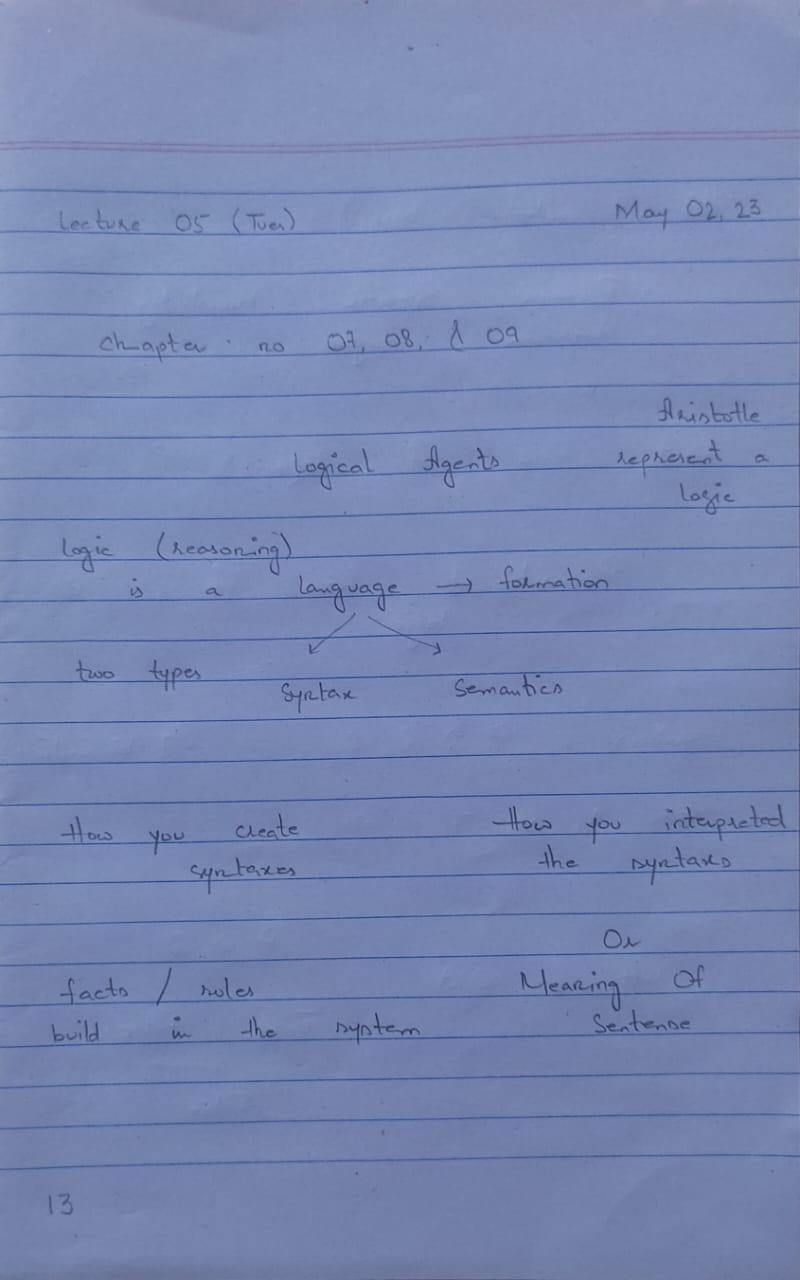 Lecture 05 (Tues) May 02, 23
Chapter no 07, 08, & 09
Aristotle
Logical Agents represent a
logic
logic (reasoning)
is a language → formation
two types
Syntax Semantics
How you create How you interpreted
syntaxes the syntaxs
Or
facts / rules Meaning Of
build in the system Sentense
13